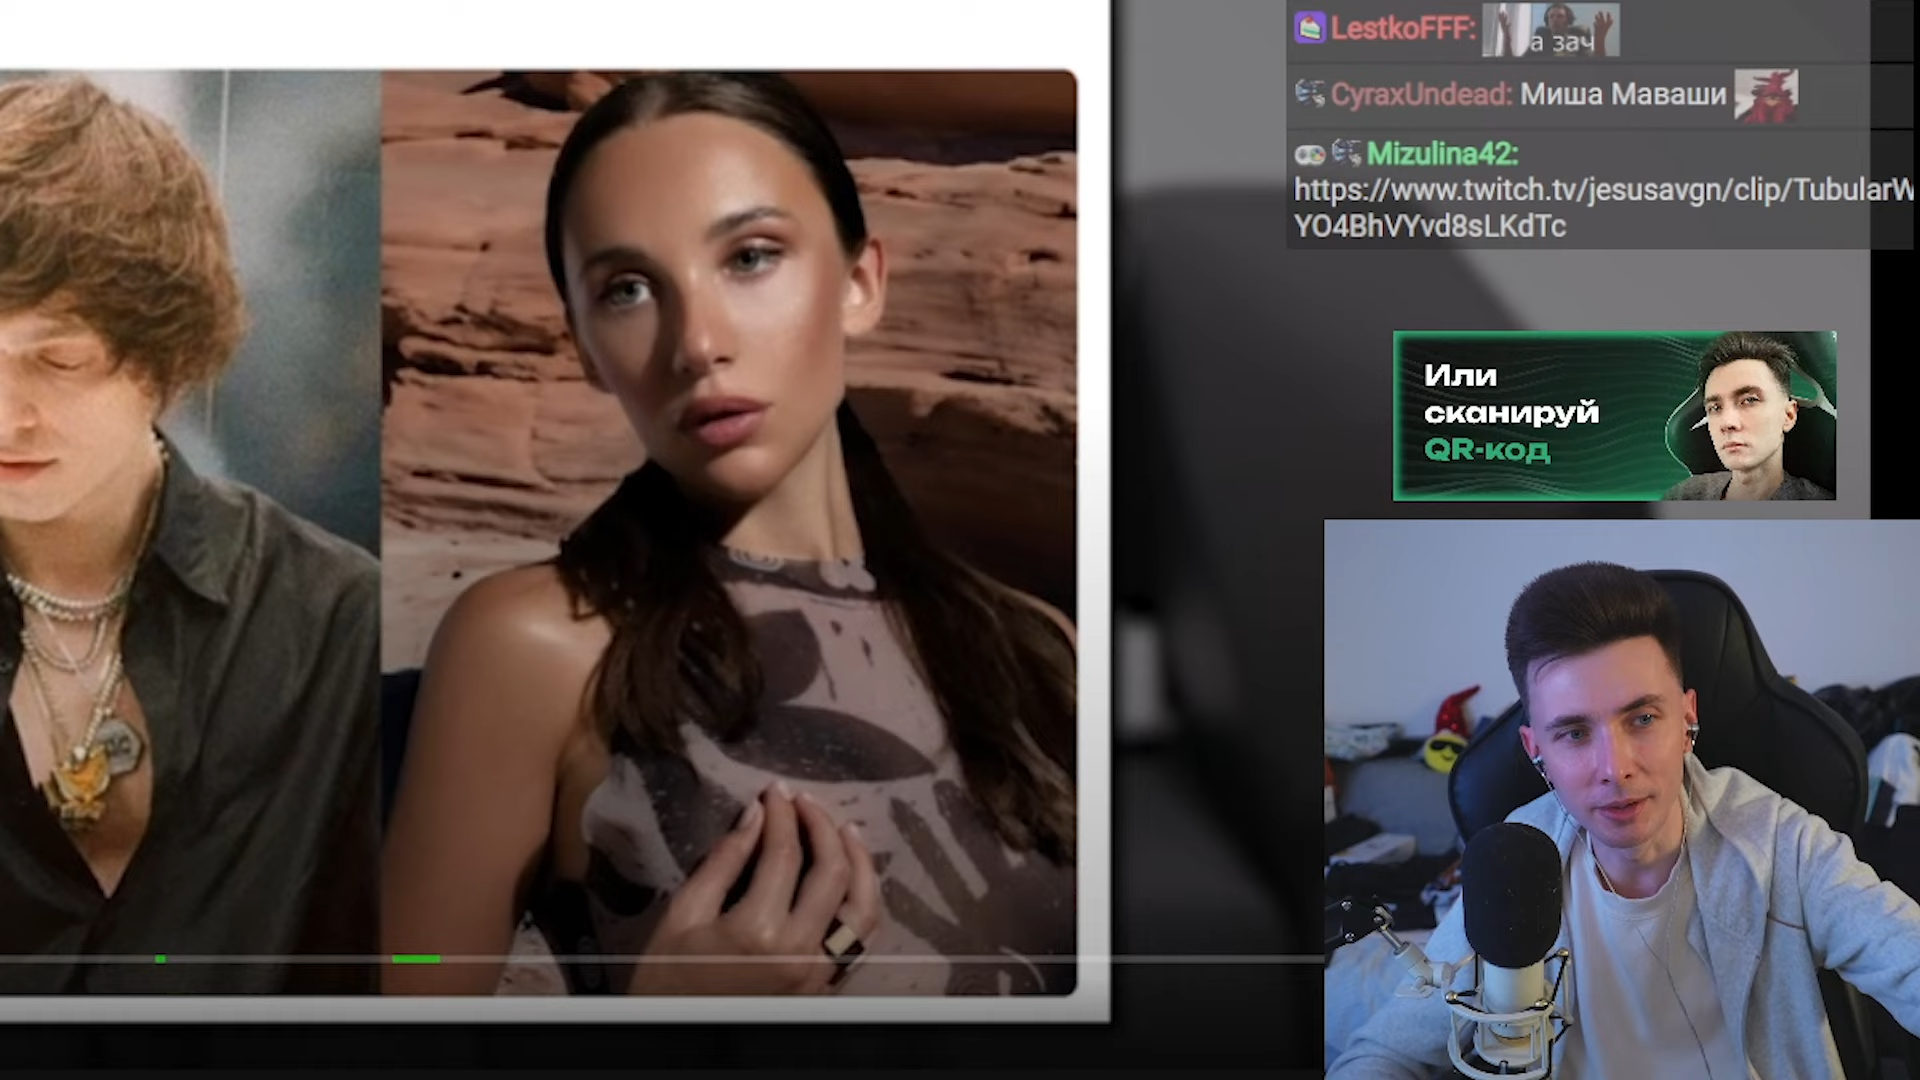 LestkoFFF:
а зач
CyraxUndead: Миша Маваши
Mizulina42:
https://www.twitch.tv/jesusavgn/clip/TubularW
YO4BhVYvd8sLKdTc
Или
сканируй
QR-код